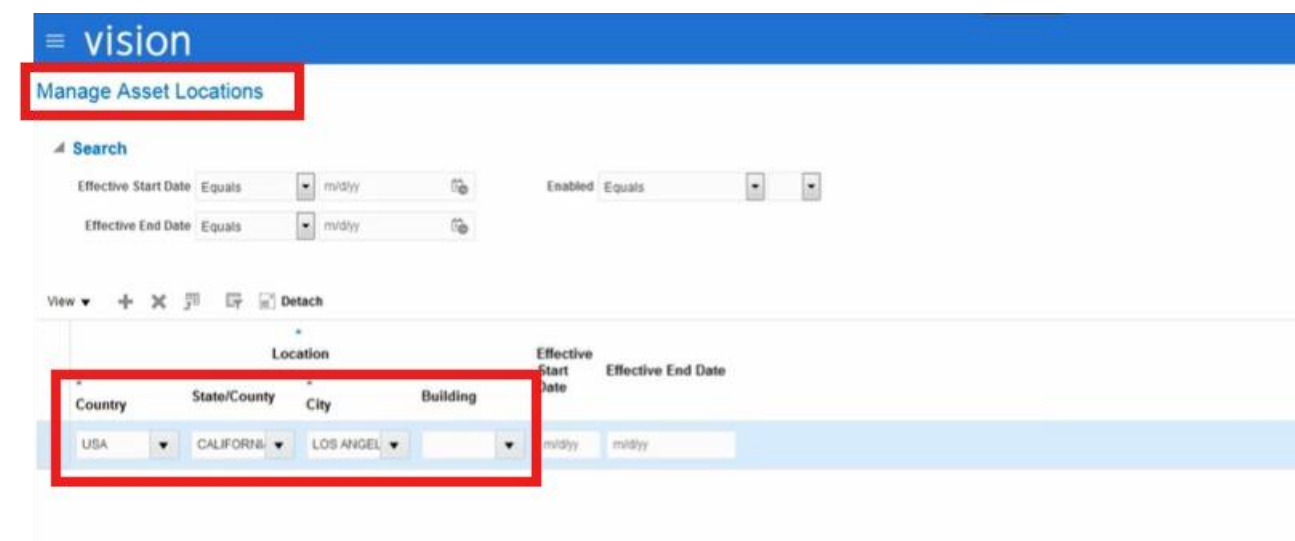 vision
Manage Asset Locations
Search
Effective Start Date Equals m/d/yy Enabled Equals
Effective End Date Equals m/d/yy
View Detach
* 
Location Effective Start Date Effective End Date
* Country State/County * City Building
USA CALIFORNI LOS ANGEL m/d/yy m/d/yy